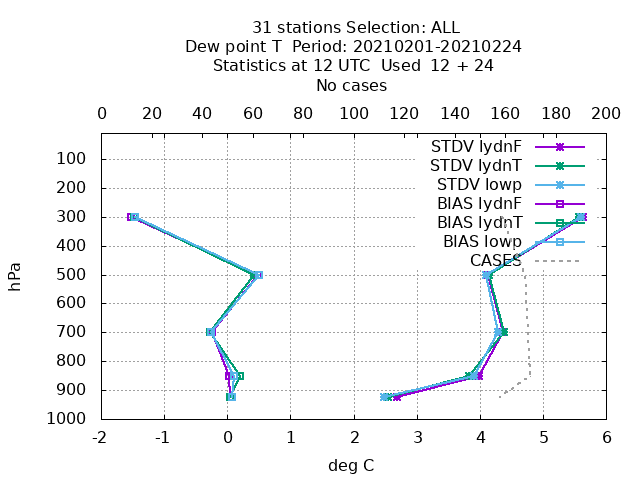 31 stations Selection: ALL
Dew point T  Period: 20210201-20210224
Statistics at 12 UTC  Used  12 + 24
No cases
0 20 40 60 80 100 120 140 160 180 200
STDV lydnF
STDV lydnT
STDV lowp
BIAS lydnF
BIAS lydnT
BIAS lowp
CASES
hPa
100
200
300
400
500
600
700
800
900
1000
-2 -1 0 1 2 3 4 5 6
deg C